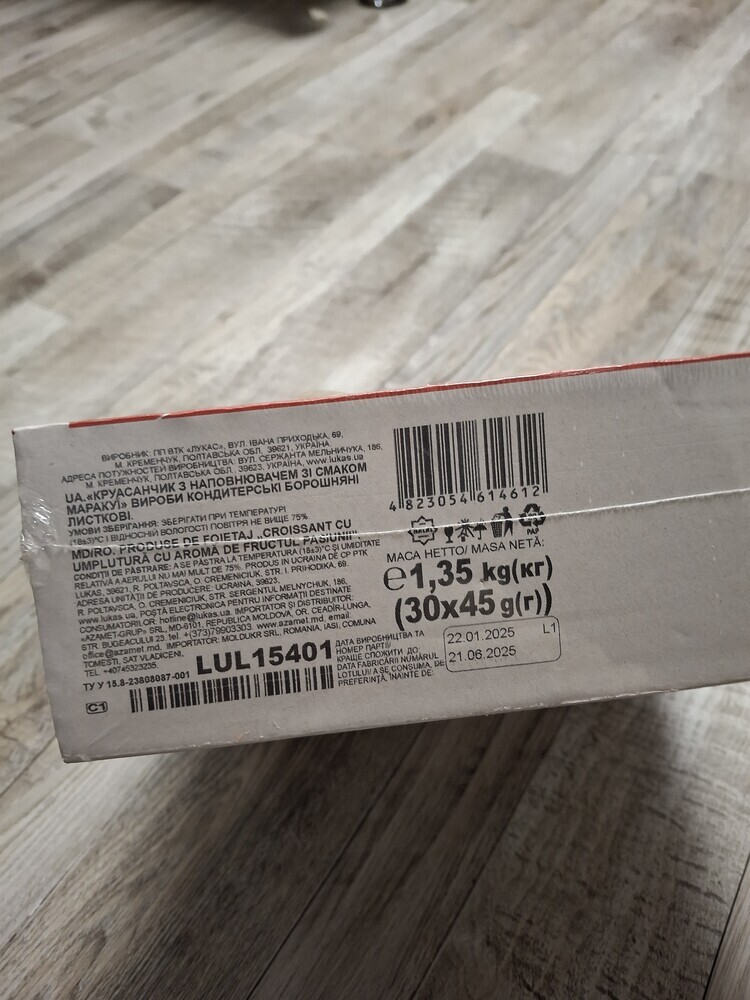 ВИРОБНИК: ПП ВТК «ЛУКАС», ВУЛ. ІВАНА ПРИХОДЬКА, 69,
М. КРЕМЕНЧУК, ПОЛТАВСЬКА ОБЛ., 39621, УКРАЇНА.
АДРЕСА ПОТУЖНОСТЕЙ ВИРОБНИЦТВА: ВУЛ. СЕРЖАНТА МЕЛЬНИЧУКА, 186,
М. КРЕМЕНЧУК, ПОЛТАВСЬКА ОБЛ., 39623, УКРАЇНА, www.lukas.ua
UA. «КРУАСАНЧИК З НАПОВНЮВАЧЕМ ЗІ СМАКОМ
МАРАКУЇ» ВИРОБИ КОНДИТЕРСЬКІ БОРОШНЯНІ
ЛИСТКОВІ.
УМОВИ ЗБЕРІГАННЯ: ЗБЕРІГАТИ ПРИ ТЕМПЕРАТУРІ
(18±3)°С І ВІДНОСНІЙ ВОЛОГОСТІ ПОВІТРЯ НЕ ВИЩЕ 75%
MD/RO. PRODUSE DE FOIETAJ „CROISSANT CU
UMPLUTURĂ CU AROMĂ DE FRUCTUL PASIUNII".
CONDIȚII DE PĂSTRARE: A SE PĂSTRA LA TEMPERATURA (18±3)°C ȘI UMIDITATE
RELATIVĂ A AERULUI NU MAI MULT DE 75%. PRODUS IN UCRAINA DE CP PTK
LUKAS, 39621, R. POLTAVSCA, O. CREMENICIUK, STR. I. PRIHODIKA, 69.
ADRESA UNITĂȚII DE PRODUCERE: UCRAINA, 39623,
R. POLTAVSCA, O. CREMENICIUK, STR. SERGENTUL MELNYCHUK, 186,
www.lukas.ua, POȘTĂ ELECTRONICĂ PENTRU INFORMAȚII DESTINATE
CONSUMATORILOR: hotline@lukas.ua. IMPORTATOR ȘI DISTRIBUITOR:
«AZAMET-GRUP» SRL, MD-6101, REPUBLICA MOLDOVA, OR. CEADÎR-LUNGA,
STR. BUGEACULUI 23. tel. +(373)79903303. www.azamet.md, email:
office@azamet.md. IMPORTATOR: MOLDUKR SRL, ROMANIA, IASI, COMUNA
TOMESTI, SAT VLADICENI,
TEL. +40745323235.
ТУ У 15.8-23808087-001
LUL15401
C1
4 823054 614612
PAP
МАСА НЕТТО/ MASA NETĂ:
℮1,35 kg(кг)
(30x45 g(г))
ДАТА ВИРОБНИЦТВА ТА
НОМЕР ПАРТІЇ/
КРАЩЕ СПОЖИТИ ДО:
DATA FABRICĂRII/ NUMĂRUL
LOTULUI/ A SE CONSUMA, DE
PREFERINȚĂ, ÎNAINTE DE:
22.01.2025 L1
21.06.2025